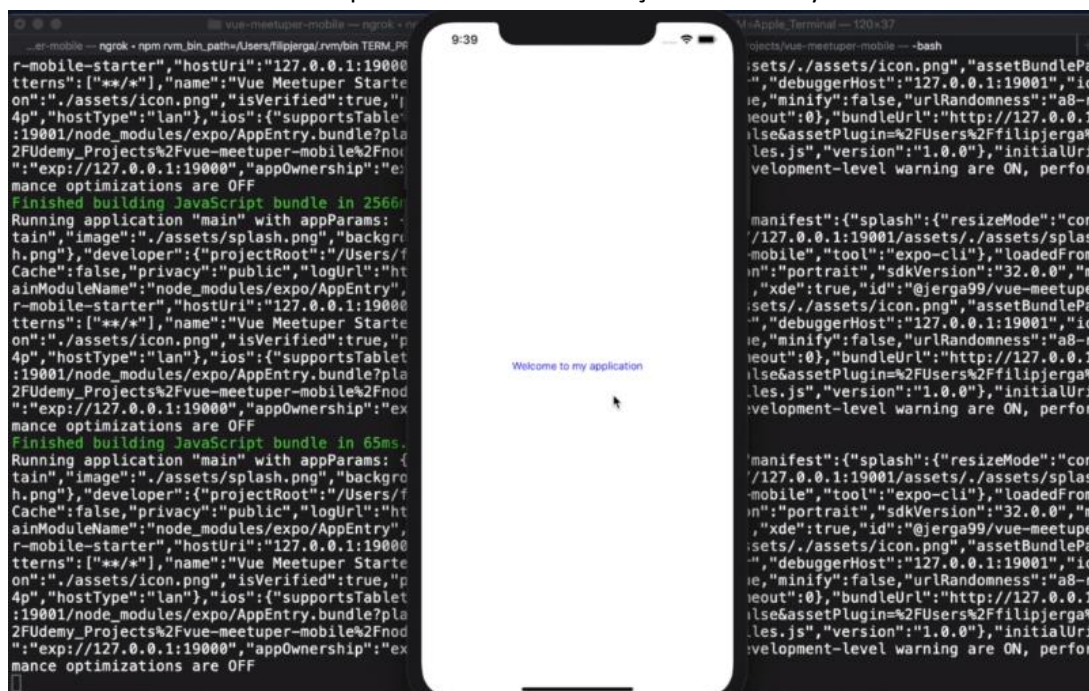 vue-meetuper-mobile — ngrok
Apple_Terminal — 120×37
...er-mobile — ngrok ◂ npm rvm_bin_path=/Users/filipjerga/.rvm/bin TERM_PR
rojects/vue-meetuper-mobile — -bash
9:39
r-mobile-starter","hostUri":"127.0.0.1:19000
sets/./assets/icon.png","assetBundlePa
tterns":["**/*"],"name":"Vue Meetuper Starte
","debuggerHost":"127.0.0.1:19001","ic
on":"./assets/icon.png","isVerified":true,"p
e,"minify":false,"urlRandomness":"a8-
4p","hostType":"lan"},"ios":{"supportsTablet
eout":0},"bundleUrl":"http://127.0.0.1
:19001/node_modules/expo/AppEntry.bundle?pla
lse&assetPlugin=%2FUsers%2Ffilipjerga
2FUdemy_Projects%2Fvue-meetuper-mobile%2Fnod
les.js","version":"1.0.0"},"initialUri
":"exp://127.0.0.1:19000","appOwnership":"ex
velopment-level warning are ON, perfor
mance optimizations are OFF
Finished building JavaScript bundle in 2566m
Running application "main" with appParams: {
manifest":{"splash":{"resizeMode":"con
tain","image":"./assets/splash.png","backgro
/127.0.0.1:19001/assets/./assets/splas
h.png"},"developer":{"projectRoot":"/Users/f
mobile","tool":"expo-cli"},"loadedFrom
Cache":false,"privacy":"public","logUrl":"ht
n":"portrait","sdkVersion":"32.0.0","m
ainModuleName":"node_modules/expo/AppEntry",
,"xde":true,"id":"@jerga99/vue-meetupe
r-mobile-starter","hostUri":"127.0.0.1:19000
sets/./assets/icon.png","assetBundlePa
tterns":["**/*"],"name":"Vue Meetuper Starte
","debuggerHost":"127.0.0.1:19001","ic
on":"./assets/icon.png","isVerified":true,"p
e,"minify":false,"urlRandomness":"a8-
4p","hostType":"lan"},"ios":{"supportsTablet
eout":0},"bundleUrl":"http://127.0.0.1
:19001/node_modules/expo/AppEntry.bundle?pla
lse&assetPlugin=%2FUsers%2Ffilipjerga%
Welcome to my application
2FUdemy_Projects%2Fvue-meetuper-mobile%2Fnod
les.js","version":"1.0.0"},"initialUri
":"exp://127.0.0.1:19000","appOwnership":"ex
velopment-level warning are ON, perfor
mance optimizations are OFF
Finished building JavaScript bundle in 65ms.
Running application "main" with appParams: {
manifest":{"splash":{"resizeMode":"con
tain","image":"./assets/splash.png","backgro
/127.0.0.1:19001/assets/./assets/splas
h.png"},"developer":{"projectRoot":"/Users/f
mobile","tool":"expo-cli"},"loadedFrom
Cache":false,"privacy":"public","logUrl":"ht
n":"portrait","sdkVersion":"32.0.0","m
ainModuleName":"node_modules/expo/AppEntry",
,"xde":true,"id":"@jerga99/vue-meetupe
r-mobile-starter","hostUri":"127.0.0.1:19000
sets/./assets/icon.png","assetBundlePa
tterns":["**/*"],"name":"Vue Meetuper Starte
","debuggerHost":"127.0.0.1:19001","ic
on":"./assets/icon.png","isVerified":true,"p
e,"minify":false,"urlRandomness":"a8-
4p","hostType":"lan"},"ios":{"supportsTablet
eout":0},"bundleUrl":"http://127.0.0.1
:19001/node_modules/expo/AppEntry.bundle?pla
lse&assetPlugin=%2FUsers%2Ffilipjerga%
2FUdemy_Projects%2Fvue-meetuper-mobile%2Fnod
les.js","version":"1.0.0"},"initialUri
":"exp://127.0.0.1:19000","appOwnership":"ex
velopment-level warning are ON, perfor
mance optimizations are OFF